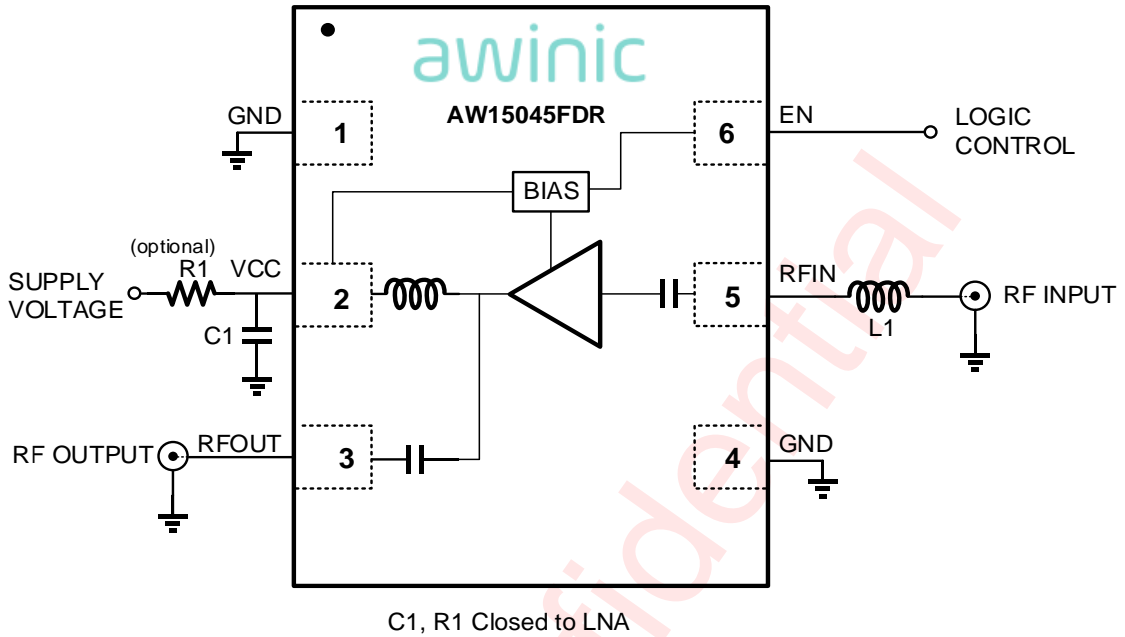 awinic
AW15045FDR
GND
1
6
EN
LOGIC
CONTROL
BIAS
(optional)
R1
VCC
SUPPLY
VOLTAGE
2
5
RFIN
RF INPUT
L1
C1
RF OUTPUT
RFOUT
3
4
GND
C1, R1 Closed to LNA